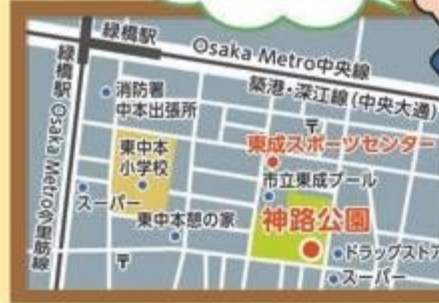 緑橋駅
Osaka Metro中央線
築港・深江線(中央大通)
緑橋駅 Osaka Metro今里筋線
消防署
中本出張所
〒
東成スポーツセンター
東中本
小学校
市立東成プール
スーパー
東中本憩の家
神路公園
〒
ドラッグストア
スーパー